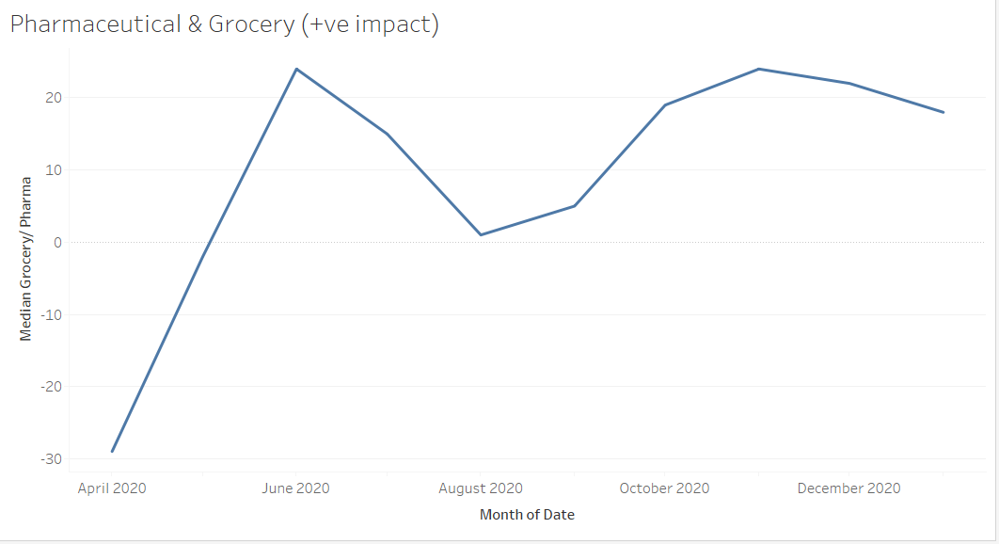 Pharmaceutical & Grocery (+ve impact)
Median Grocery/ Pharma
20
10
0
-10
-20
-30
April 2020
June 2020
August 2020
October 2020
December 2020
Month of Date